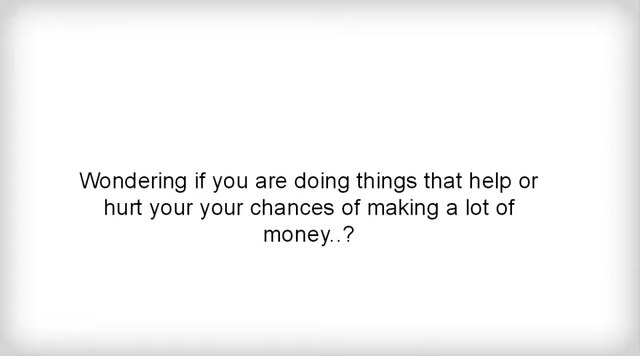 Wondering if you are doing things that help or
hurt your your chances of making a lot of
money..?